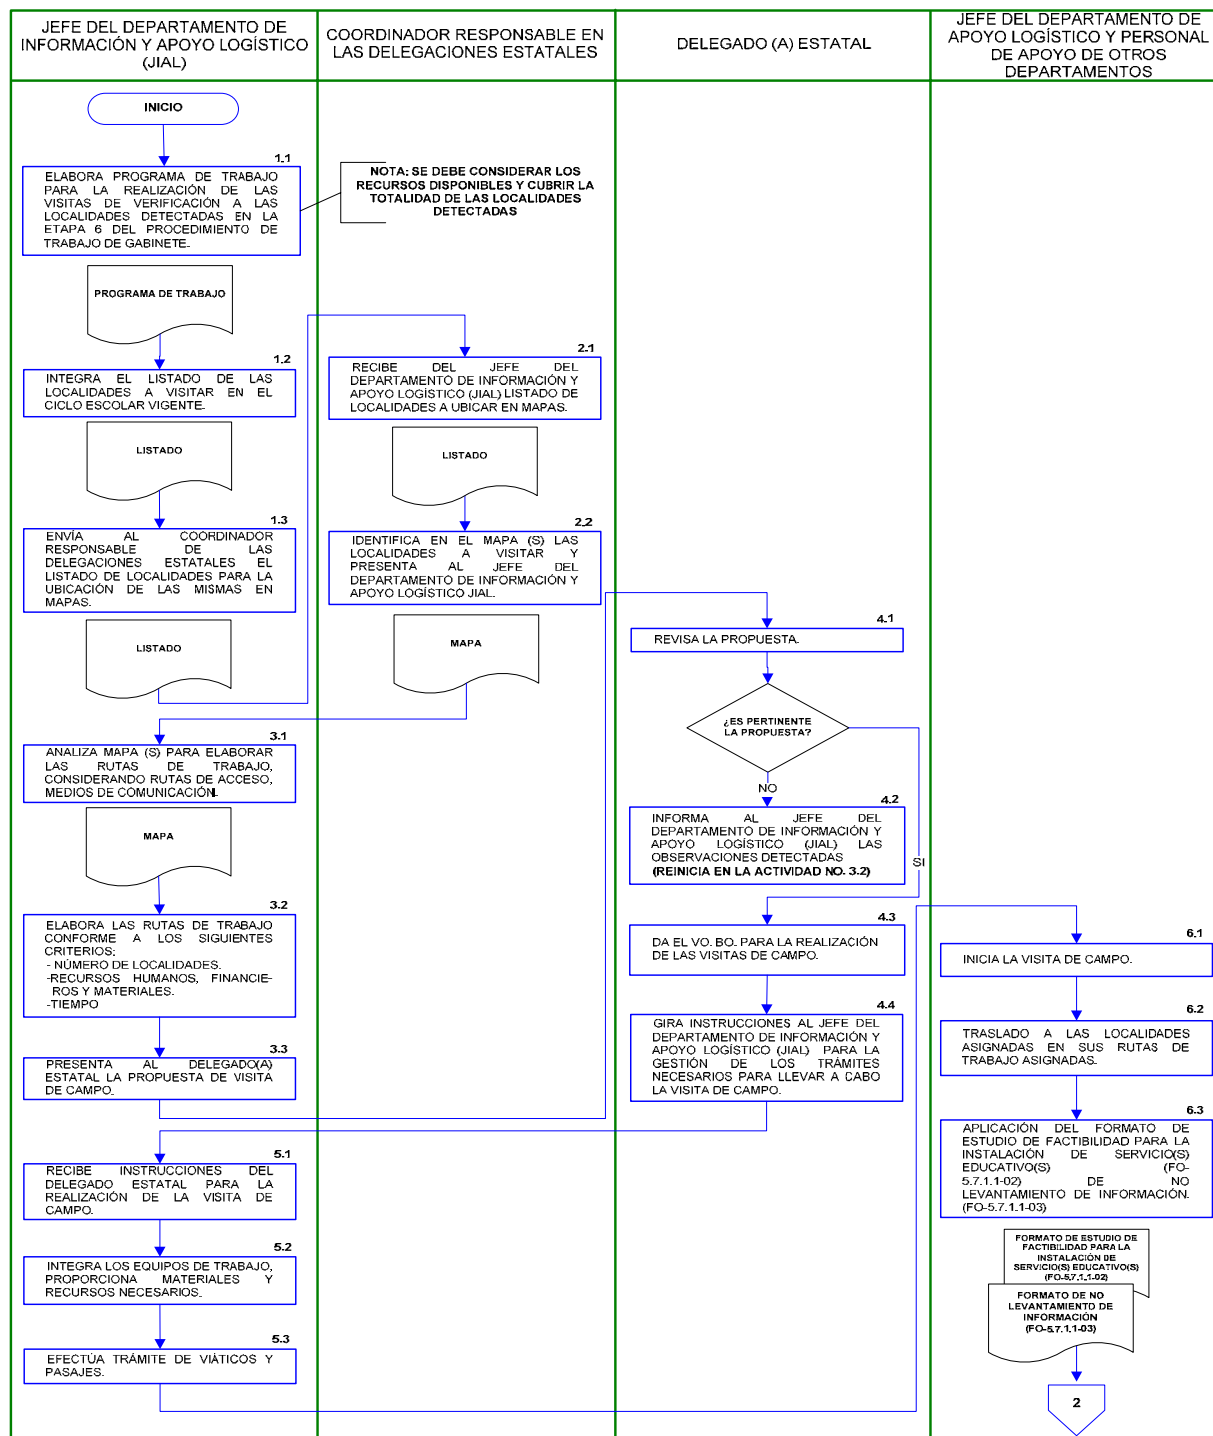 JEFE DEL DEPARTAMENTO DE
INFORMACIÓN Y APOYO LOGÍSTICO
(JIAL)
COORDINADOR RESPONSABLE EN
LAS DELEGACIONES ESTATALES
DELEGADO (A) ESTATAL
JEFE DEL DEPARTAMENTO DE
APOYO LOGÍSTICO Y PERSONAL
DE APOYO DE OTROS
DEPARTAMENTOS
INICIO
1.1
ELABORA PROGRAMA DE TRABAJO
PARA LA REALIZACIÓN DE LAS
VISITAS DE VERIFICACIÓN A LAS
LOCALIDADES DETECTADAS EN LA
ETAPA 6 DEL PROCEDIMIENTO DE
TRABAJO DE GABINETE.
NOTA: SE DEBE CONSIDERAR LOS
RECURSOS DISPONIBLES Y CUBRIR LA
TOTALIDAD DE LAS LOCALIDADES
DETECTADAS
PROGRAMA DE TRABAJO
1.2
INTEGRA EL LISTADO DE LAS
LOCALIDADES A VISITAR EN EL
CICLO ESCOLAR VIGENTE.
LISTADO
1.3
ENVÍA AL COORDINADOR
RESPONSABLE DE LAS
DELEGACIONES ESTATALES EL
LISTADO DE LOCALIDADES PARA LA
UBICACIÓN DE LAS MISMAS EN
MAPAS.
LISTADO
2.1
RECIBE DEL JEFE DEL
DEPARTAMENTO DE INFORMACIÓN Y
APOYO LOGÍSTICO (JIAL) LISTADO DE
LOCALIDADES A UBICAR EN MAPAS.
LISTADO
2.2
IDENTIFICA EN EL MAPA (S) LAS
LOCALIDADES A VISITAR Y
PRESENTA AL JEFE DEL
DEPARTAMENTO DE INFORMACIÓN Y
APOYO LOGÍSTICO JIAL.
MAPA
3.1
ANALIZA MAPA (S) PARA ELABORAR
LAS RUTAS DE TRABAJO,
CONSIDERANDO RUTAS DE ACCESO,
MEDIOS DE COMUNICACIÓN.
MAPA
3.2
ELABORA LAS RUTAS DE TRABAJO
CONFORME A LOS SIGUIENTES
CRITERIOS;
- NÚMERO DE LOCALIDADES.
-RECURSOS HUMANOS, FINANCIE-
ROS Y MATERIALES.
-TIEMPO
3.3
PRESENTA AL DELEGADO(A)
ESTATAL LA PROPUESTA DE VISITA
DE CAMPO.
4.1
REVISA LA PROPUESTA.
¿ES PERTINENTE
LA PROPUESTA?
NO
SI
4.2
INFORMA AL JEFE DEL
DEPARTAMENTO DE INFORMACIÓN Y
APOYO LOGÍSTICO (JIAL) LAS
OBSERVACIONES DETECTADAS
(REINICIA EN LA ACTIVIDAD NO. 3.2)
4.3
DA EL VO. BO. PARA LA REALIZACIÓN
DE LAS VISITAS DE CAMPO.
4.4
GIRA INSTRUCCIONES AL JEFE DEL
DEPARTAMENTO DE INFORMACIÓN Y
APOYO LOGÍSTICO (JIAL) PARA LA
GESTIÓN DE LOS TRÁMITES
NECESARIOS PARA LLEVAR A CABO
LA VISITA DE CAMPO.
5.1
RECIBE INSTRUCCIONES DEL
DELEGADO ESTATAL PARA LA
REALIZACIÓN DE LA VISITA DE
CAMPO.
5.2
INTEGRA LOS EQUIPOS DE TRABAJO,
PROPORCIONA MATERIALES Y
RECURSOS NECESARIOS.
5.3
EFECTÚA TRÁMITE DE VIÁTICOS Y
PASAJES.
6.1
INICIA LA VISITA DE CAMPO.
6.2
TRASLADO A LAS LOCALIDADES
ASIGNADAS EN SUS RUTAS DE
TRABAJO ASIGNADAS.
6.3
APLICACIÓN DEL FORMATO DE
ESTUDIO DE FACTIBILIDAD PARA LA
INSTALACIÓN DE SERVICIO(S)
EDUCATIVO(S) (FO-
5.7.1.1-02) DE NO
LEVANTAMIENTO DE INFORMACIÓN.
(FO-5.7.1.1-03)
FORMATO DE ESTUDIO DE
FACTIBILIDAD PARA LA
INSTALACIÓN DE
SERVICIO(S) EDUCATIVO(S)
(FO-5.7.1.1-02)
FORMATO DE NO
LEVANTAMIENTO DE
INFORMACIÓN
(FO-5.7.1.1-03)
2